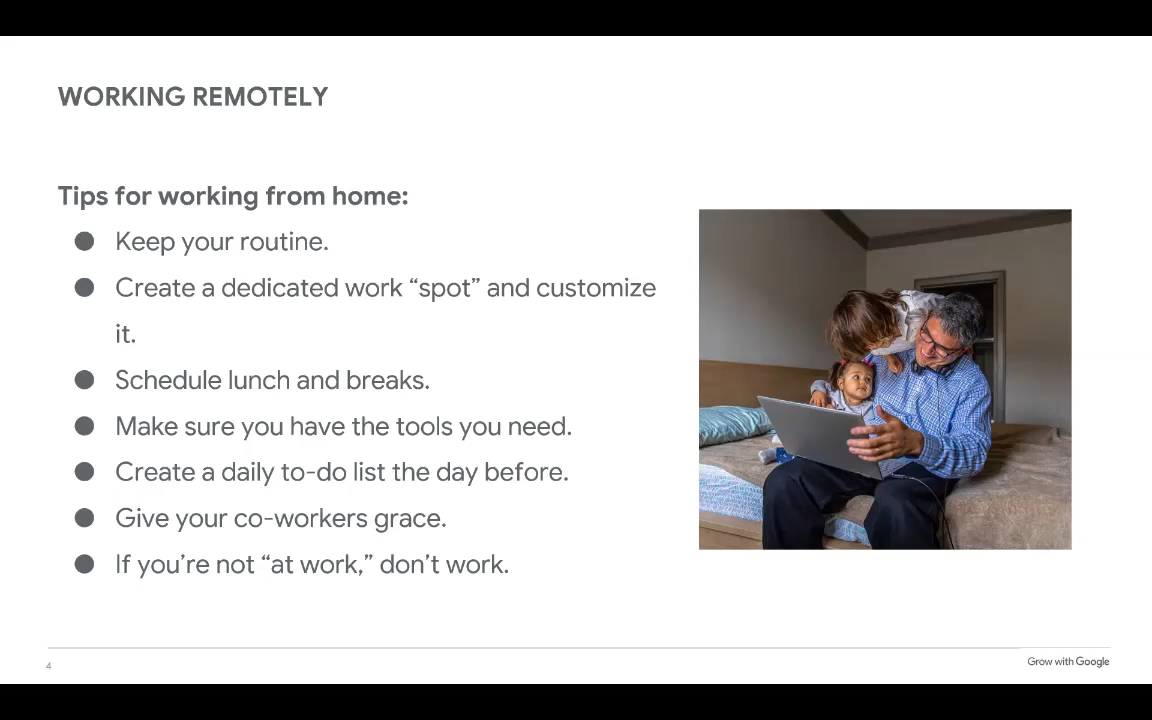 WORKING REMOTELY
Tips for working from home:
● Keep your routine.
● Create a dedicated work “spot” and customize
it.
● Schedule lunch and breaks.
● Make sure you have the tools you need.
● Create a daily to-do list the day before.
● Give your co-workers grace.
● If you’re not “at work,” don’t work.
4
Grow with Google